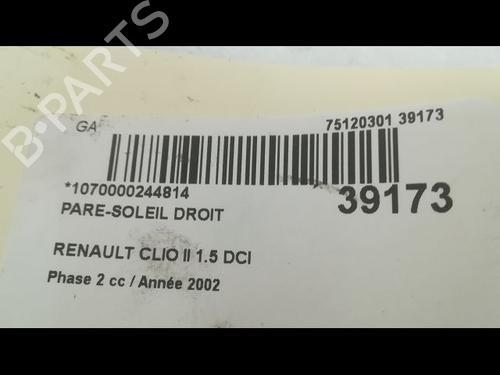 B-PARTS
GA
75120301 39173
*1070000244814
39173
PARE-SOLEIL DROIT
RENAULT CLIO II 1.5 DCI
Phase 2 cc / Année 2002